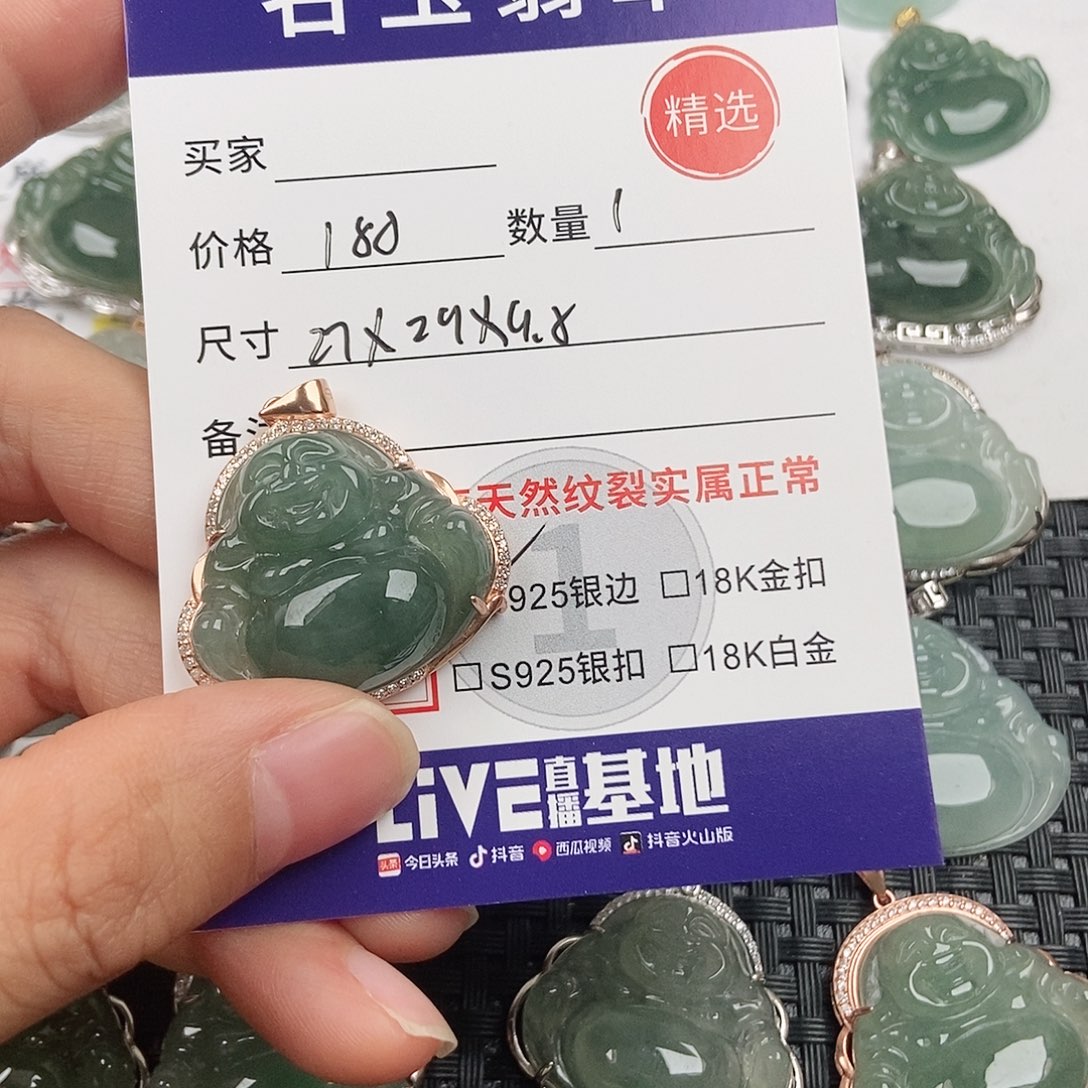 精选
买家
价格 180 数量 1
尺寸 27X29X9.8
备
天然纹裂实属正常
925银边 □18K金扣
□S925银扣 □18K白金
1
LiVE直播基地
头条 今日头条 抖音 西瓜视频 抖音火山版